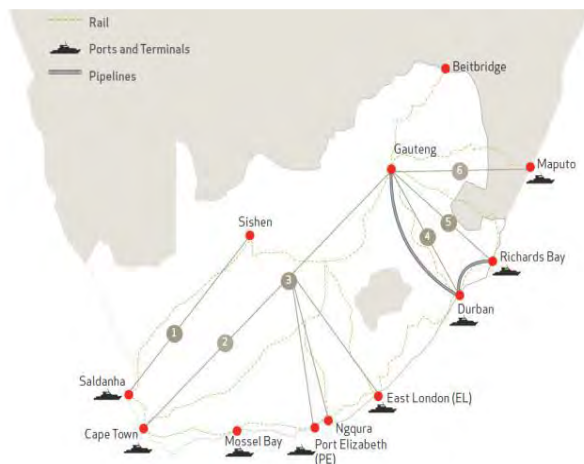 Rail
Ports and Terminals
Pipelines
Beitbridge
Gauteng
6
Maputo
Sishen
5
4
Richards Bay
3
Durban
1
2
Saldanha
East London (EL)
Ngqura
Cape Town
Mossel Bay
Port Elizabeth
(PE)